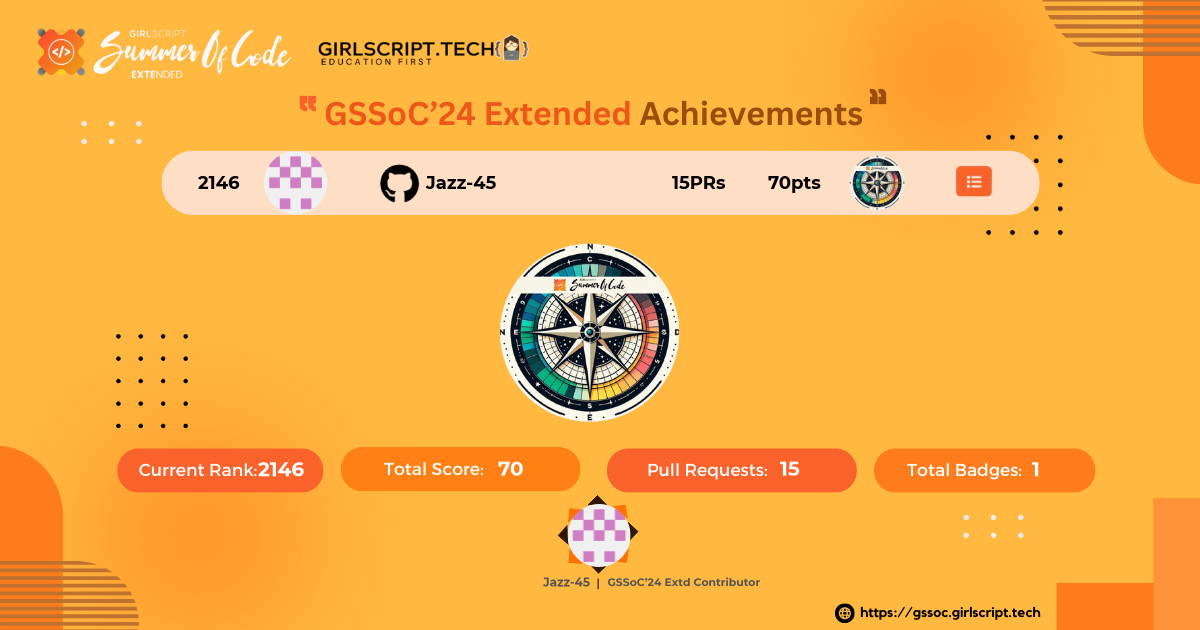 GIRLSCRIPT
Summer Of Code
EXTENDED
GIRLSCRIPT.TECH
EDUCATION FIRST
❝ GSSoC’24 Extended Achievements ❞
2146 Jazz-45 15PRs 70pts
N
C
GIRLSCRIPT
Summer Of Code
N E S D
S
E
Current Rank:2146
Total Score: 70
Pull Requests: 15
Total Badges: 1
Jazz-45 | GSSoC’24 Extd Contributor
https://gssoc.girlscript.tech